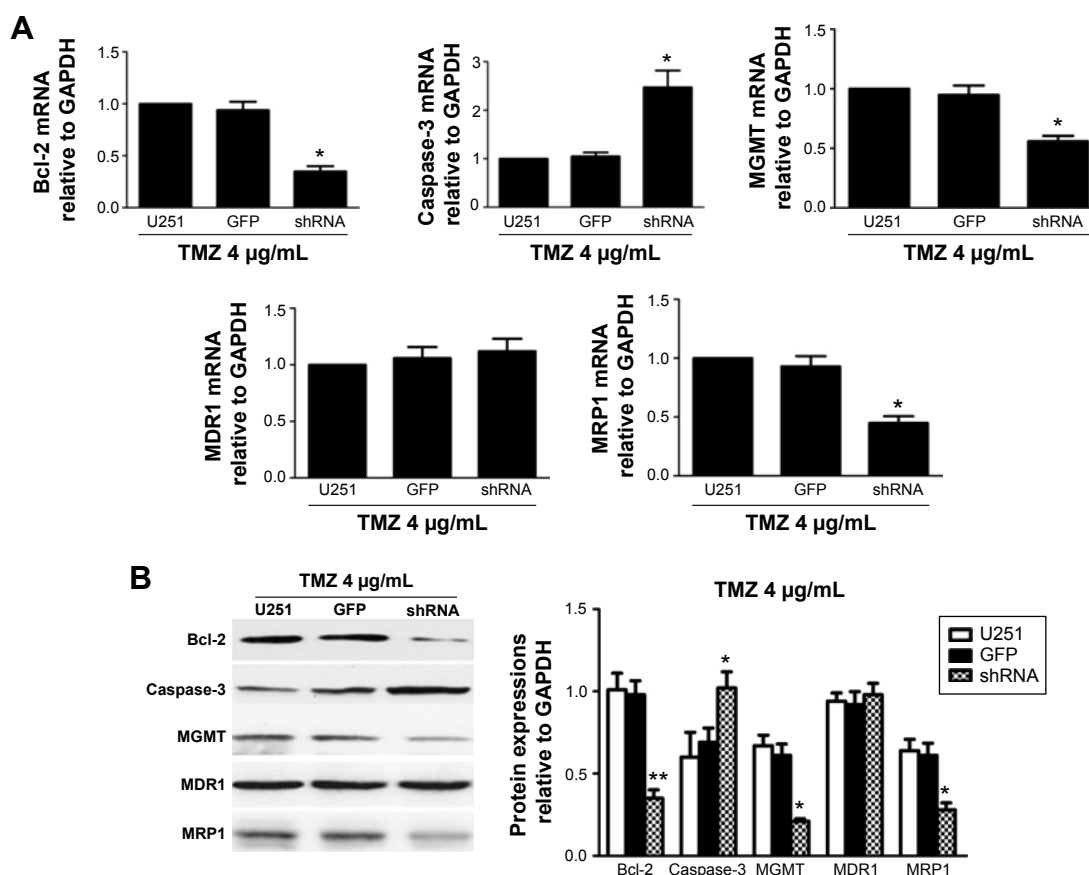 A
Bcl-2 mRNA
relative to GAPDH
1.5
1.0
0.5
0.0
*
U251 GFP shRNA
TMZ 4 µg/mL
Caspase-3 mRNA
relative to GAPDH
3
2
1
0
*
U251 GFP shRNA
TMZ 4 µg/mL
MGMT mRNA
relative to GAPDH
1.5
1.0
0.5
0.0
*
U251 GFP shRNA
TMZ 4 µg/mL
MDR1 mRNA
relative to GAPDH
1.5
1.0
0.5
0.0
U251 GFP shRNA
TMZ 4 µg/mL
MRP1 mRNA
relative to GAPDH
1.5
1.0
0.5
0.0
*
U251 GFP shRNA
TMZ 4 µg/mL
B
TMZ 4 µg/mL
U251 GFP shRNA
Bcl-2
Caspase-3
MGMT
MDR1
MRP1
TMZ 4 µg/mL
Protein expressions
relative to GAPDH
1.5
1.0
0.5
0.0
** * * *
U251
GFP
shRNA
Bcl-2 Caspase-3 MGMT MDR1 MRP1